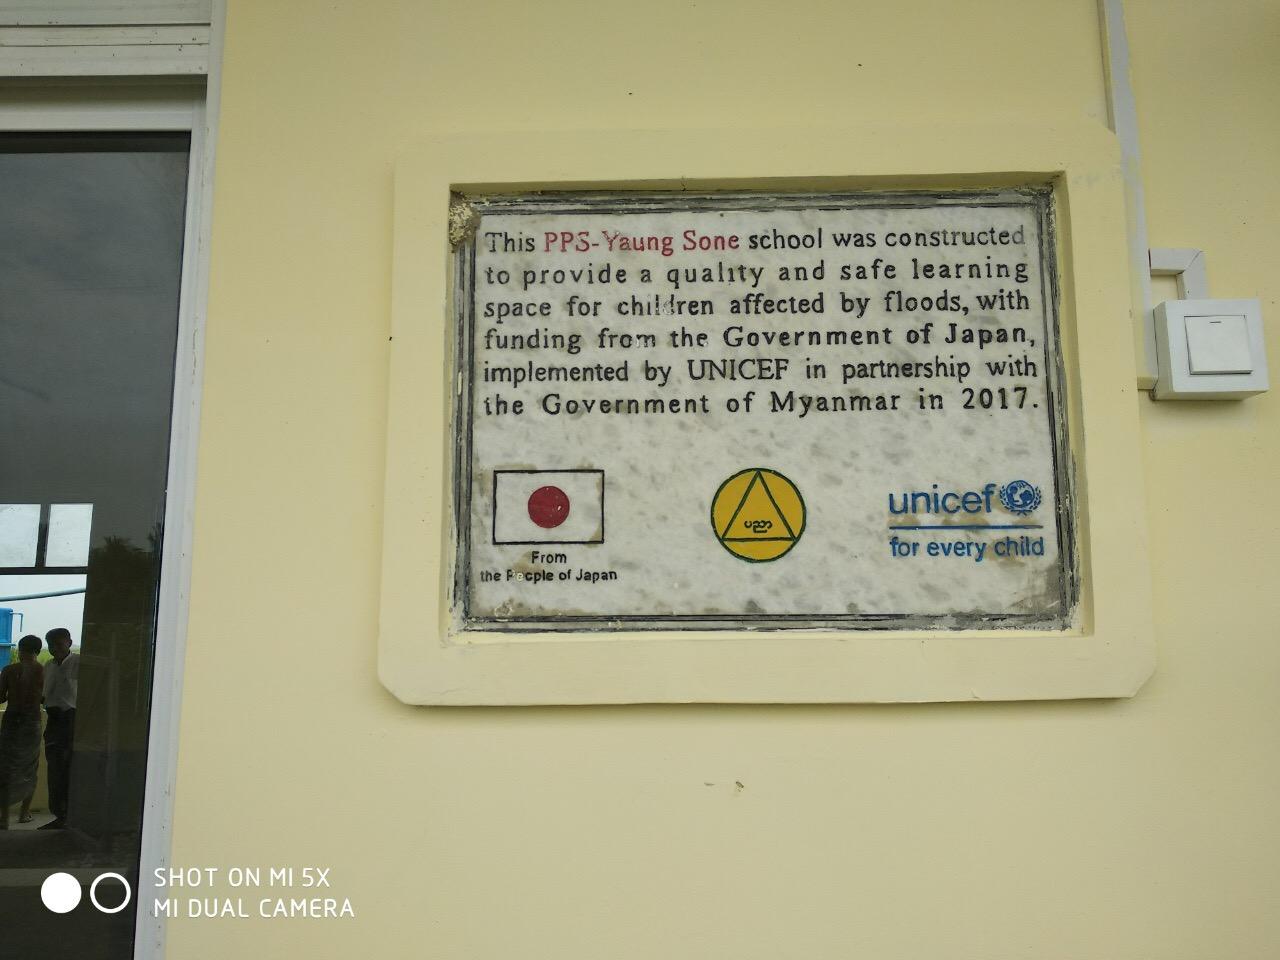 This PPS-Yaung Sone school was constructed
to provide a quality and safe learning
space for children affected by floods, with
funding from the Government of Japan,
implemented by UNICEF in partnership with
the Government of Myanmar in 2017.
From
the People of Japan
ပညာ
unicef
for every child
SHOT ON MI 5X
MI DUAL CAMERA